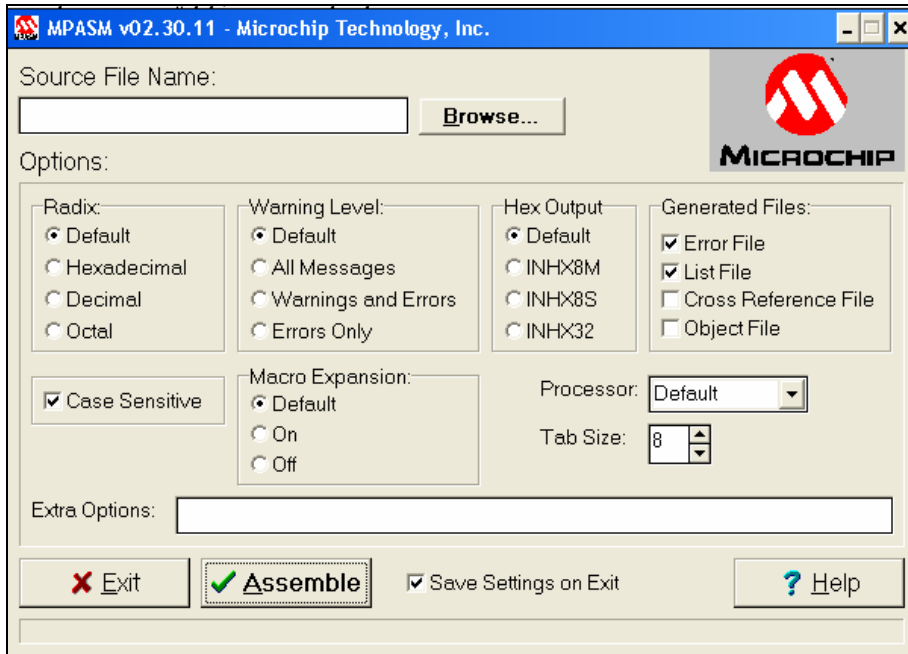 MPASM v02.30.11 - Microchip Technology, Inc.
Source File Name:
Browse...
MICROCHIP
Options:
Radix:
Default
Hexadecimal
Decimal
Octal
Warning Level:
Default
All Messages
Warnings and Errors
Errors Only
Hex Output
Default
INHX8M
INHX8S
INHX32
Generated Files:
Error File
List File
Cross Reference File
Object File
Case Sensitive
Macro Expansion:
Default
On
Off
Processor: Default
Tab Size: 8
Extra Options:
Exit
Assemble
Save Settings on Exit
? Help